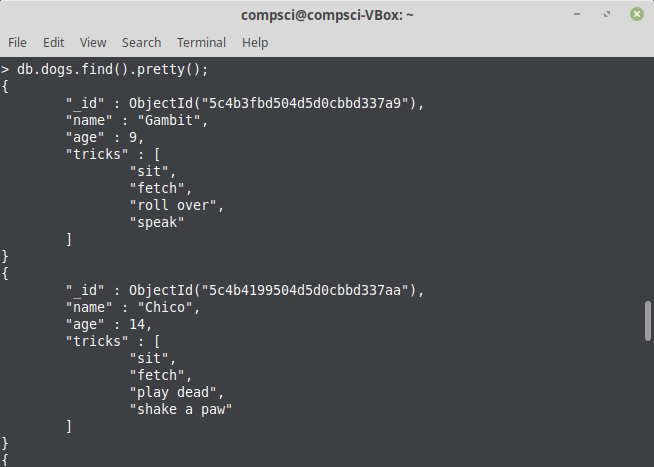 compsci@compsci-VBox: ~
File Edit View Search Terminal Help
> db.dogs.find().pretty();
{
        "_id" : ObjectId("5c4b3fbd504d5d0cbbd337a9"),
        "name" : "Gambit",
        "age" : 9,
        "tricks" : [
                "sit",
                "fetch",
                "roll over",
                "speak"
        ]
}
{
        "_id" : ObjectId("5c4b4199504d5d0cbbd337aa"),
        "name" : "Chico",
        "age" : 14,
        "tricks" : [
                "sit",
                "fetch",
                "play dead",
                "shake a paw"
        ]
}
{